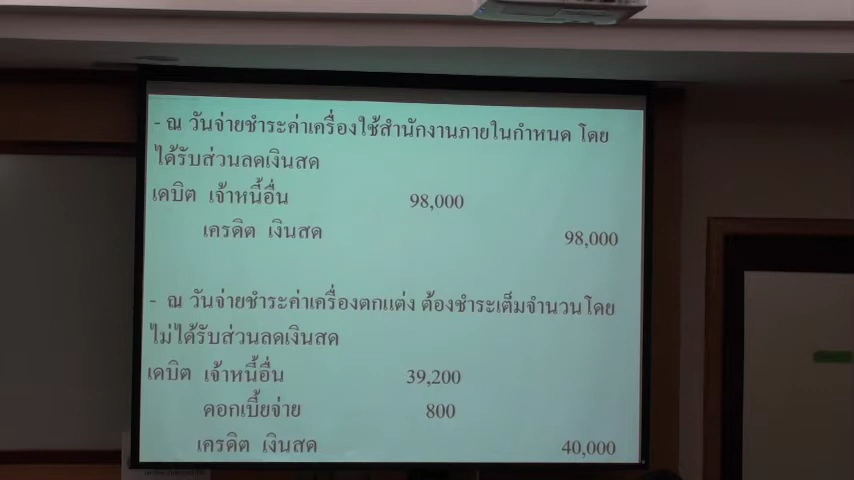 - ณ วันจ่ายชำระค่าเครื่องใช้สำนักงานภายในกำหนด โดย
ได้รับส่วนลดเงินสด
เดบิต เจ้าหนี้อื่น 98,000
เครดิต เงินสด 98,000
- ณ วันจ่ายชำระค่าเครื่องตกแต่ง ต้องชำระเต็มจำนวนโดย
ไม่ได้รับส่วนลดเงินสด
เดบิต เจ้าหนี้อื่น 39,200
ดอกเบี้ยจ่าย 800
เครดิต เงินสด 40,000